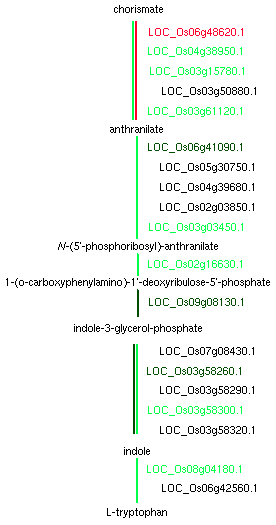 chorismate
LOC_Os06g48620.1
LOC_Os04g38950.1
LOC_Os03g15780.1
LOC_Os03g50880.1
LOC_Os03g61120.1
anthranilate
LOC_Os06g41090.1
LOC_Os05g30750.1
LOC_Os04g39680.1
LOC_Os02g03850.1
LOC_Os03g03450.1
N-(5'-phosphoribosyl)-anthranilate
LOC_Os02g16630.1
1-(o-carboxyphenylamino)-1'-deoxyribulose-5'-phosphate
LOC_Os09g08130.1
indole-3-glycerol-phosphate
LOC_Os07g08430.1
LOC_Os03g58260.1
LOC_Os03g58290.1
LOC_Os03g58300.1
LOC_Os03g58320.1
indole
LOC_Os08g04180.1
LOC_Os06g42560.1
L-tryptophan